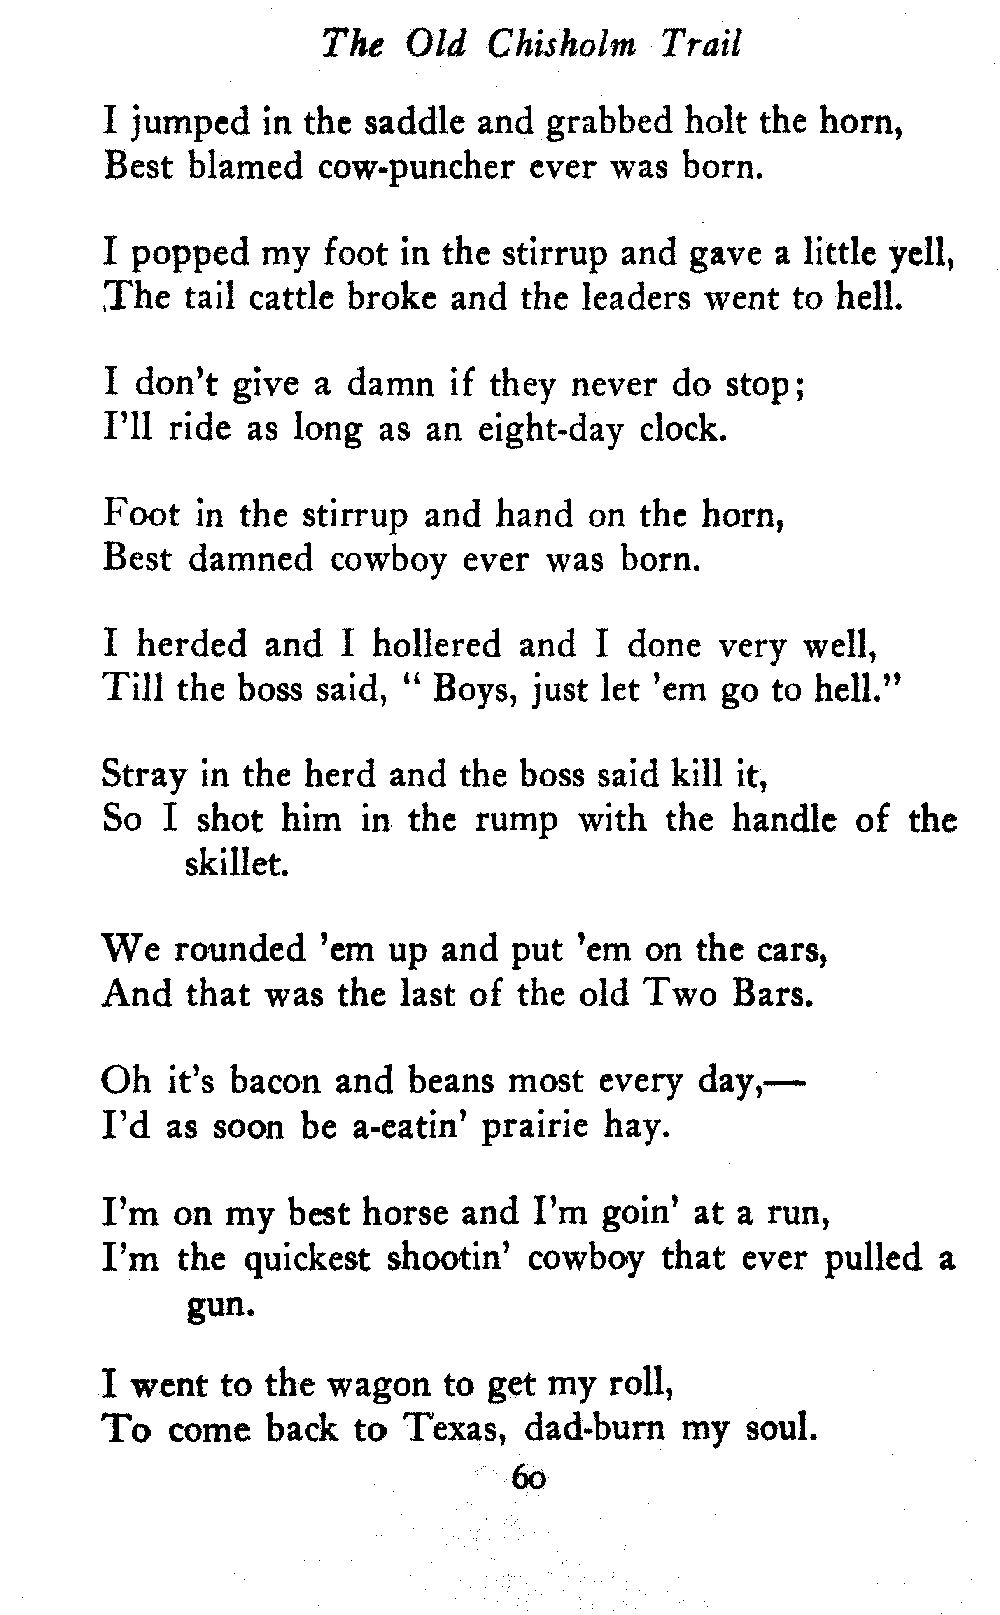 The Old Chisholm Trail
I jumped in the saddle and grabbed holt the horn,
Best blamed cow-puncher ever was born.
I popped my foot in the stirrup and gave a little yell,
The tail cattle broke and the leaders went to hell.
I don't give a damn if they never do stop;
I'll ride as long as an eight-day clock.
Foot in the stirrup and hand on the horn,
Best damned cowboy ever was born.
I herded and I hollered and I done very well,
Till the boss said, "Boys, just let 'em go to hell."
Stray in the herd and the boss said kill it,
So I shot him in the rump with the handle of the
skillet.
We rounded 'em up and put 'em on the cars,
And that was the last of the old Two Bars.
Oh it's bacon and beans most every day,—
I'd as soon be a-eatin' prairie hay.
I'm on my best horse and I'm goin' at a run,
I'm the quickest shootin' cowboy that ever pulled a
gun.
I went to the wagon to get my roll,
To come back to Texas, dad-burn my soul.
60